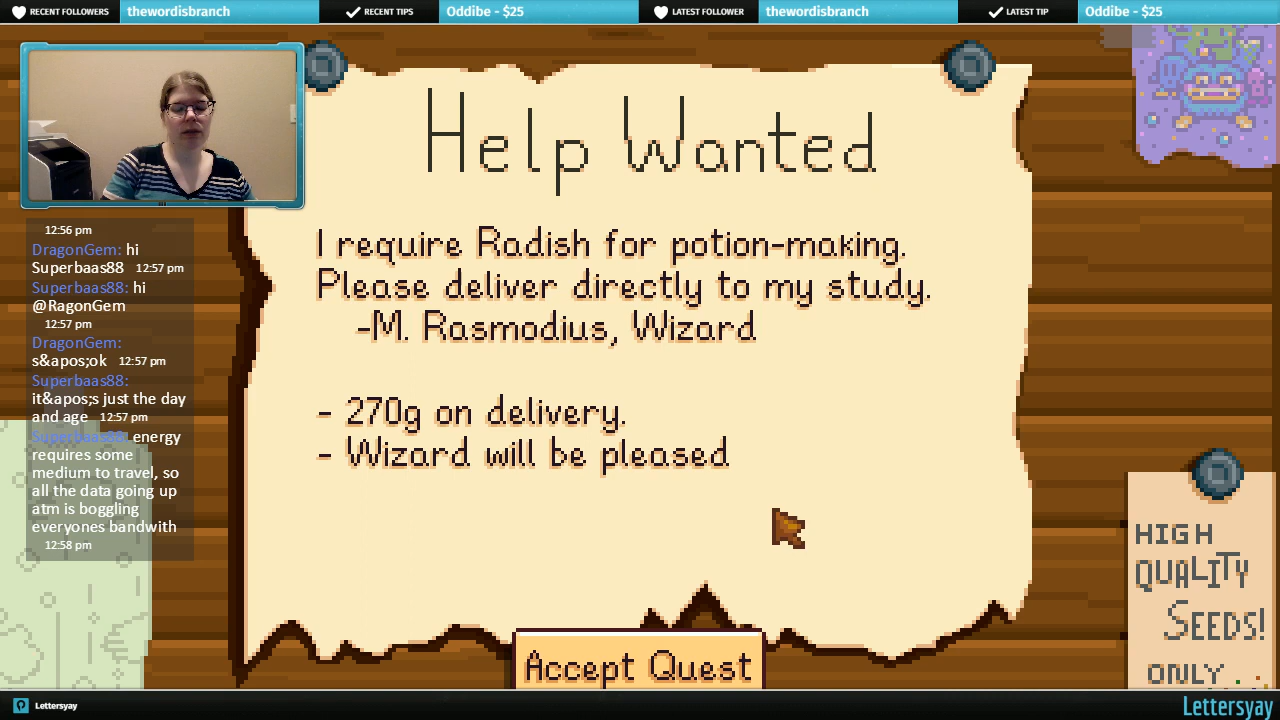 RECENT FOLLOWERS thewordisbranch RECENT TIPS Oddibe - $25 LATEST FOLLOWER thewordisbranch LATEST TIP Oddibe - $25
Help Wanted
I require Radish for potion-making.
Please deliver directly to my study.
-M. Rasmodius, Wizard
- 270g on delivery.
- Wizard will be pleased
Accept Quest
12:56 pm
DragonGem: hi
Superbaas88 12:57 pm
Superbaas88: hi
@RagonGem
12:57 pm
DragonGem:
s&apos;ok 12:57 pm
Superbaas88:
it&apos;s just the day
and age 12:57 pm
Superbaas88: energy
requires some
medium to travel, so
all the data going up
atm is boggling
everyones bandwith
12:58 pm
HIGH
QUALITY
SEEDS!
ONLY
Lettersyay
Lettersyay